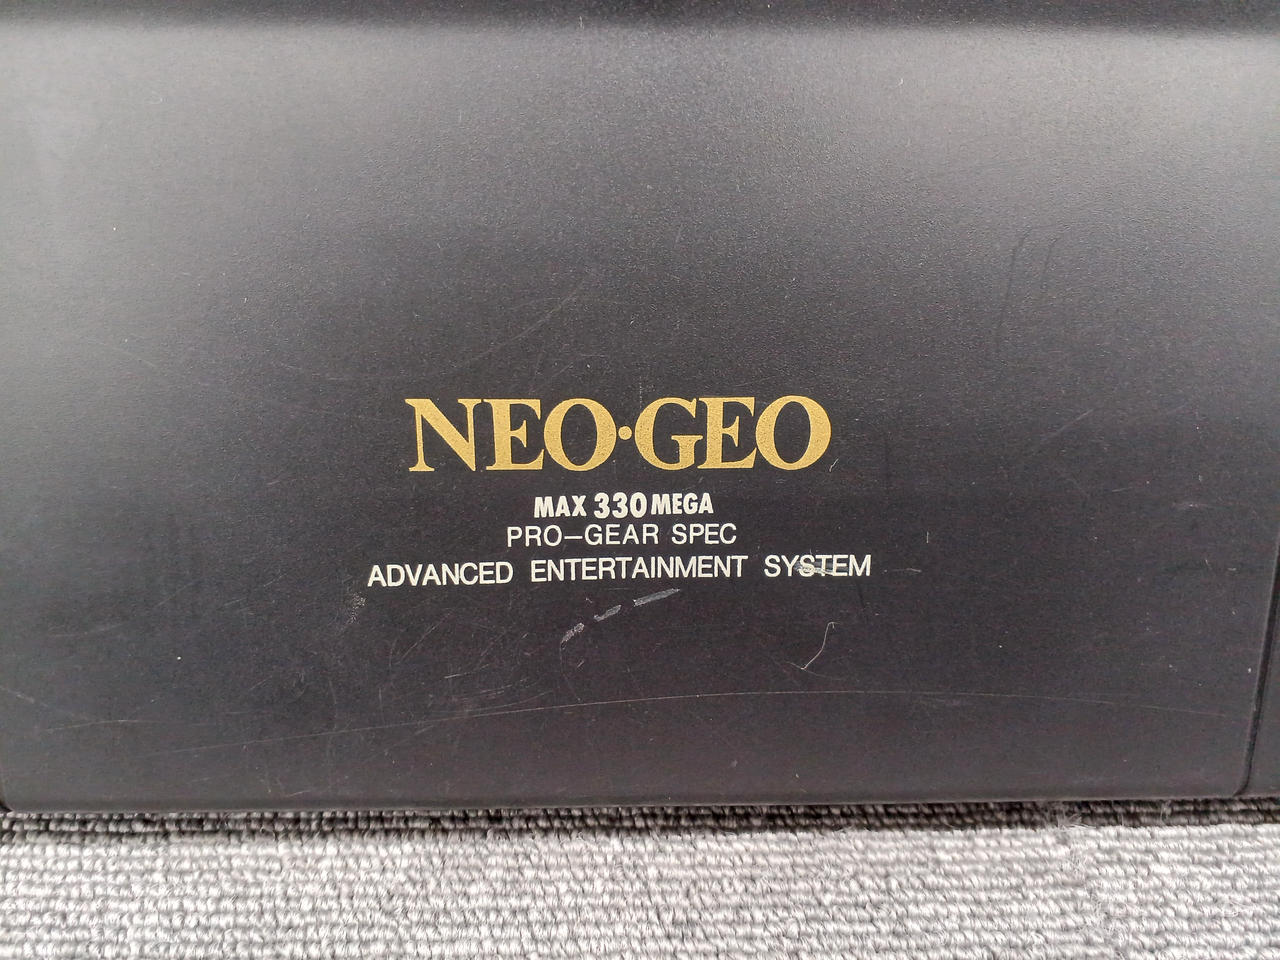 NEO·GEO
MAX 330 MEGA
PRO-GEAR SPEC
ADVANCED ENTERTAINMENT SYSTEM